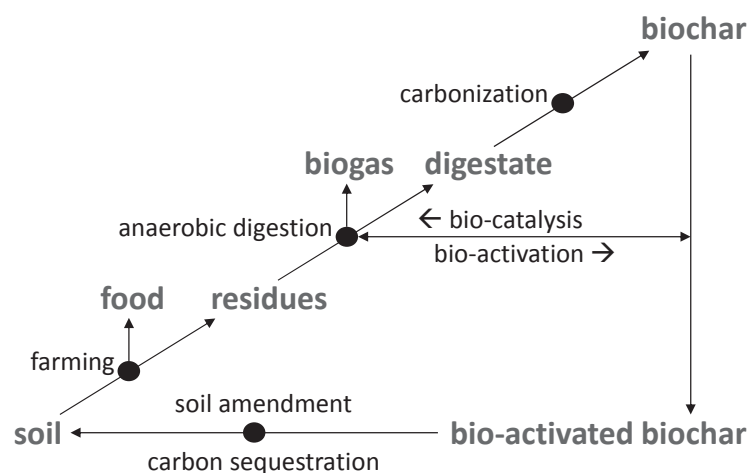 biochar
carbonization
biogas digestate
← bio-catalysis
anaerobic digestion
bio-activation →
food residues
farming
soil amendment
soil bio-activated biochar
carbon sequestration